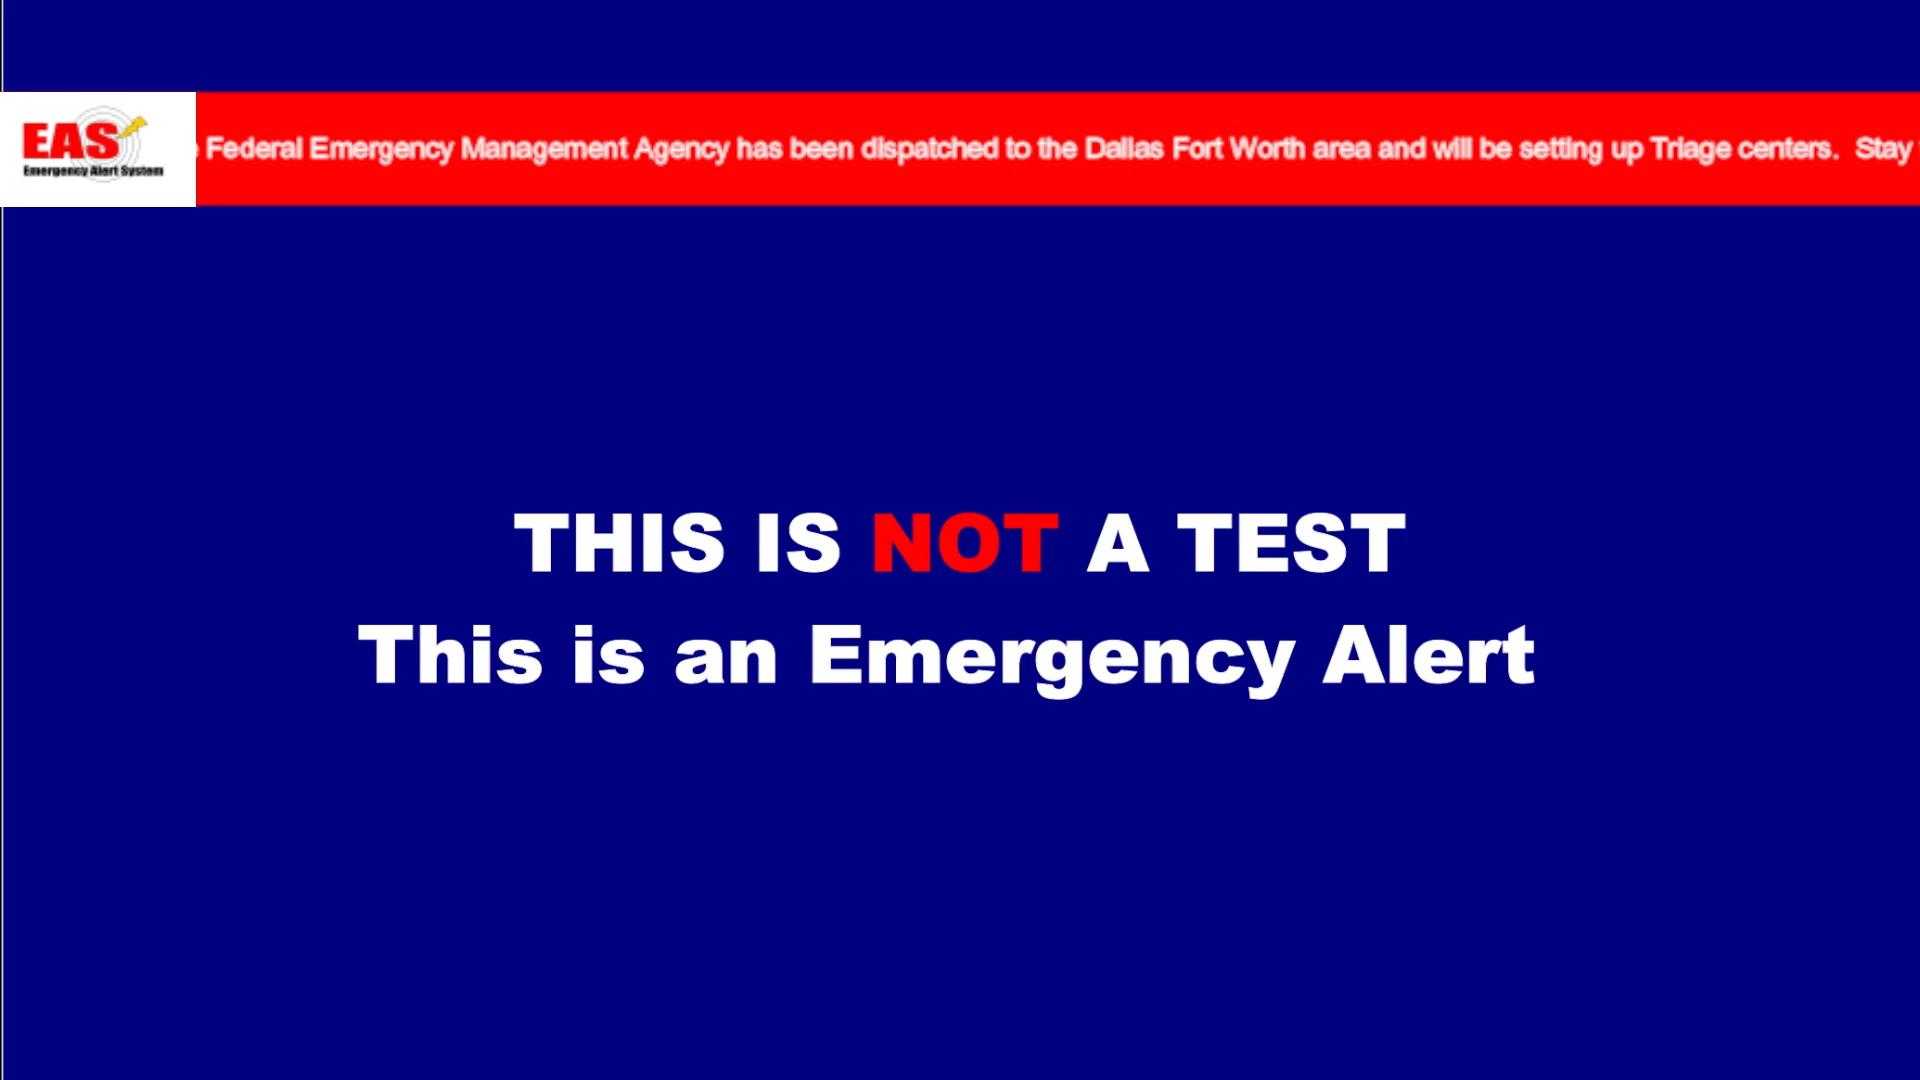 EAS
Emergency Alert System
Federal Emergency Management Agency has been dispatched to the Dallas Fort Worth area and will be setting up Triage centers. Stay
THIS IS NOT A TEST
This is an Emergency Alert